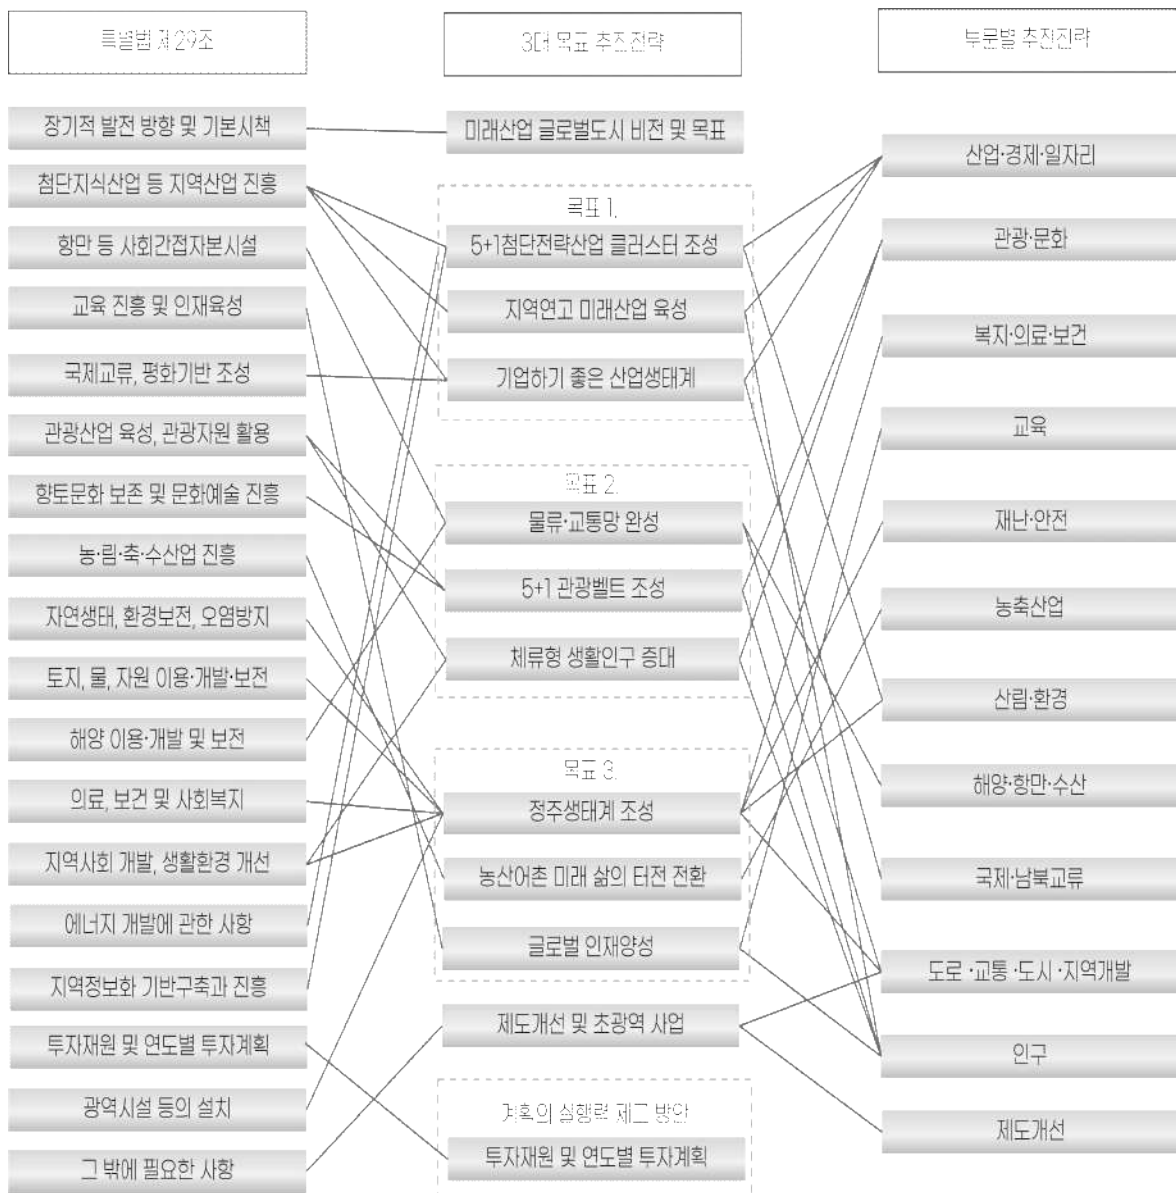 특별법 제29조
장기적 발전 방향 및 기본시책
첨단지식산업 등 지역산업 진흥
항만 등 사회간접자본시설
교육 진흥 및 인재육성
국제교류, 평화기반 조성
관광산업 육성, 관광자원 활용
향토문화 보존 및 문화예술 진흥
농·림·축·수산업 진흥
자연생태, 환경보전, 오염방지
토지, 물, 자원 이용·개발·보전
해양 이용·개발 및 보전
의료, 보건 및 사회복지
지역사회 개발, 생활환경 개선
에너지 개발에 관한 사항
지역정보화 기반구축과 진흥
투자재원 및 연도별 투자계획
광역시설 등의 설치
그 밖에 필요한 사항
3대 목표 추진전략
미래산업 글로벌도시 비전 및 목표
목표 1.
5+1첨단전략산업 클러스터 조성
지역연고 미래산업 육성
기업하기 좋은 산업생태계
목표 2.
물류·교통망 완성
5+1 관광벨트 조성
체류형 생활인구 증대
목표 3.
정주생태계 조성
농산어촌 미래 삶의 터전 전환
글로벌 인재양성
제도개선 및 초광역 사업
계획의 실행력 제고 방안
투자재원 및 연도별 투자계획
부문별 추진전략
산업·경제·일자리
관광·문화
복지·의료·보건
교육
재난·안전
농축산업
산림·환경
해양·항만·수산
국제·남북교류
도로·교통·도시·지역개발
인구
제도개선